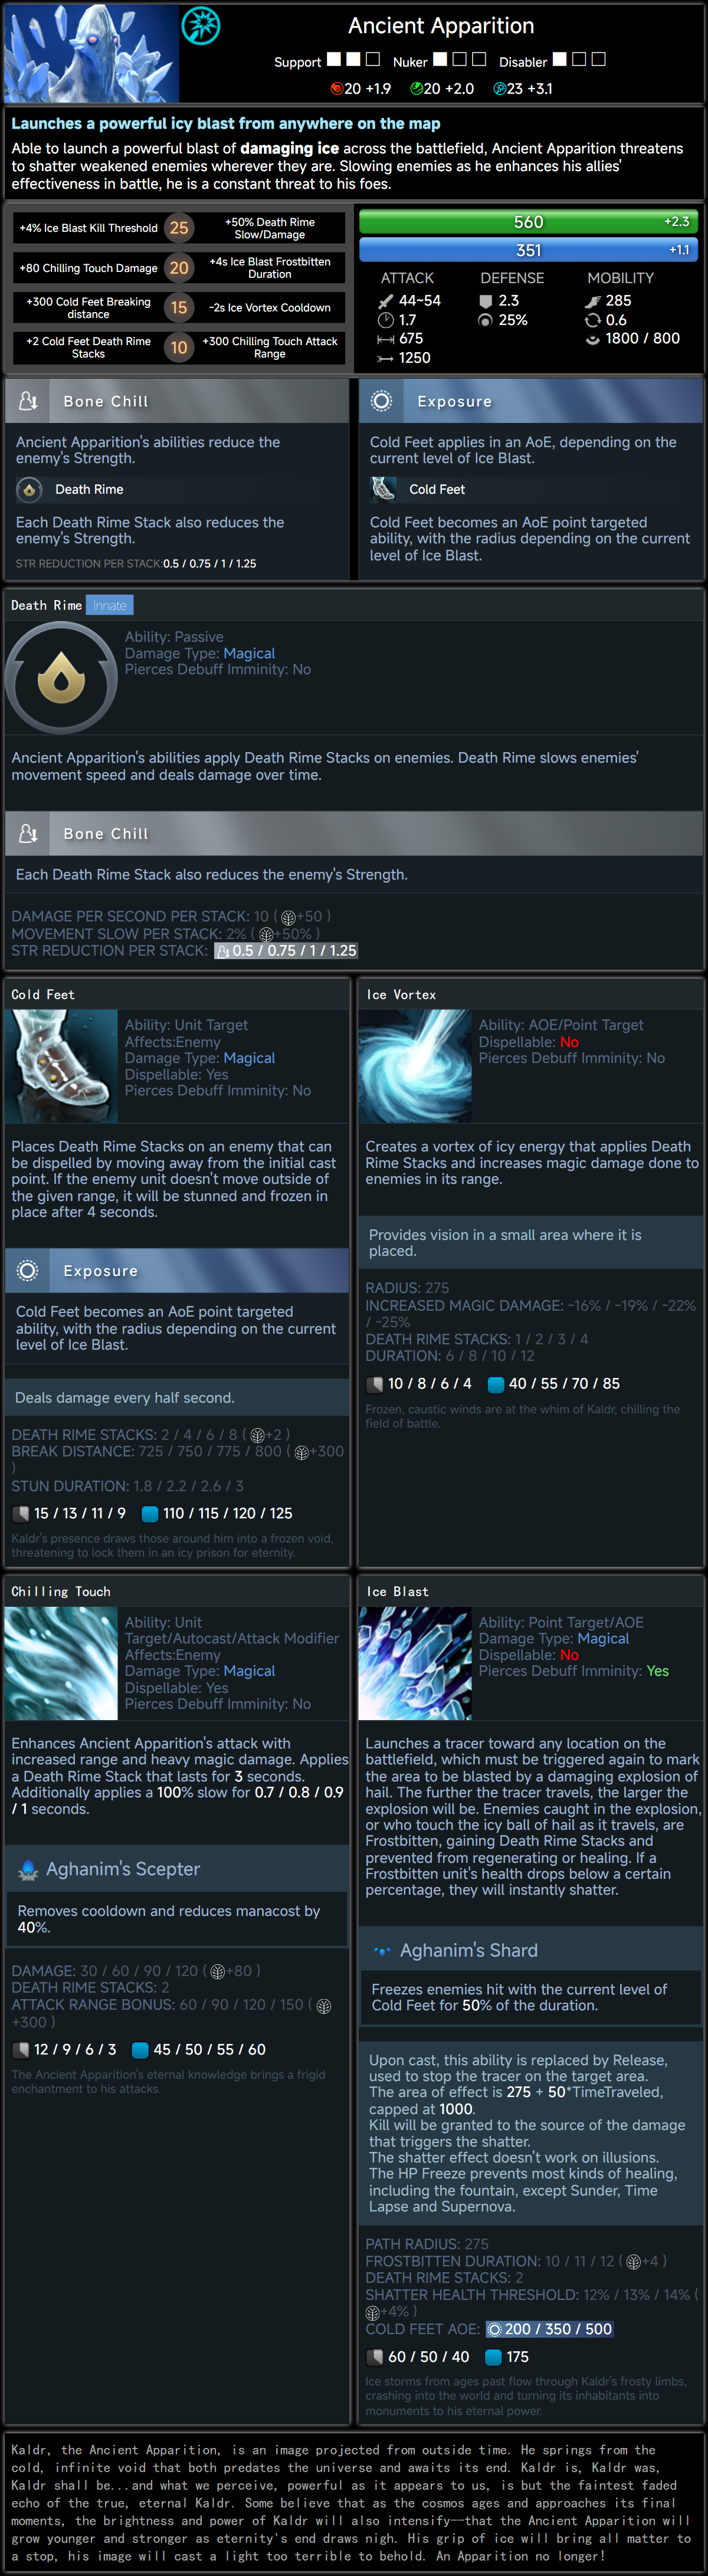 Ancient Apparition
Support Nuker Disabler
20 +1.9 20 +2.0 23 +3.1
Launches a powerful icy blast from anywhere on the map
Able to launch a powerful blast of damaging ice across the battlefield, Ancient Apparition threatens
to shatter weakened enemies wherever they are. Slowing enemies as he enhances his allies'
effectiveness in battle, he is a constant threat to his foes.
+4% Ice Blast Kill Threshold 25 +50% Death Rime
Slow/Damage
+80 Chilling Touch Damage 20 +4s Ice Blast Frostbitten
Duration
+300 Cold Feet Breaking
distance 15 -2s Ice Vortex Cooldown
+2 Cold Feet Death Rime
Stacks 10 +300 Chilling Touch Attack
Range
560 +2.3
351 +1.1
ATTACK DEFENSE MOBILITY
44~54 2.3 285
1.7 25% 0.6
675 1800 / 800
1250
Bone Chill
Ancient Apparition's abilities reduce the
enemy's Strength.
Death Rime
Each Death Rime Stack also reduces the
enemy's Strength.
STR REDUCTION PER STACK:0.5 / 0.75 / 1 / 1.25
Exposure
Cold Feet applies in an AoE, depending on the
current level of Ice Blast.
Cold Feet
Cold Feet becomes an AoE point targeted
ability, with the radius depending on the current
level of Ice Blast.
Death Rime Innate
Ability: Passive
Damage Type: Magical
Pierces Debuff Imminity: No
Ancient Apparition's abilities apply Death Rime Stacks on enemies. Death Rime slows enemies'
movement speed and deals damage over time.
Bone Chill
Each Death Rime Stack also reduces the enemy's Strength.
DAMAGE PER SECOND PER STACK: 10 ( +50 )
MOVEMENT SLOW PER STACK: 2% ( +50% )
STR REDUCTION PER STACK: 0.5 / 0.75 / 1 / 1.25
Cold Feet
Ability: Unit Target
Affects:Enemy
Damage Type: Magical
Dispellable: Yes
Pierces Debuff Imminity: No
Places Death Rime Stacks on an enemy that can
be dispelled by moving away from the initial cast
point. If the enemy unit doesn't move outside of
the given range, it will be stunned and frozen in
place after 4 seconds.
Exposure
Cold Feet becomes an AoE point targeted
ability, with the radius depending on the current
level of Ice Blast.
Deals damage every half second.
DEATH RIME STACKS: 2 / 4 / 6 / 8 ( +2 )
BREAK DISTANCE: 725 / 750 / 775 / 800 ( +300
)
STUN DURATION: 1.8 / 2.2 / 2.6 / 3
15 / 13 / 11 / 9 110 / 115 / 120 / 125
Kaldr's presence draws those around him into a frozen void,
threatening to lock them in an icy prison for eternity.
Ice Vortex
Ability: AOE/Point Target
Dispellable: No
Pierces Debuff Imminity: No
Creates a vortex of icy energy that applies Death
Rime Stacks and increases magic damage done to
enemies in its range.
Provides vision in a small area where it is
placed.
RADIUS: 275
INCREASED MAGIC DAMAGE: -16% / -19% / -22%
/ -25%
DEATH RIME STACKS: 1 / 2 / 3 / 4
DURATION: 6 / 8 / 10 / 12
10 / 8 / 6 / 4 40 / 55 / 70 / 85
Frozen, caustic winds are at the whim of Kaldr, chilling the
field of battle.
Chilling Touch
Ability: Unit
Target/Autocast/Attack Modifier
Affects:Enemy
Damage Type: Magical
Dispellable: Yes
Pierces Debuff Imminity: No
Enhances Ancient Apparition's attack with
increased range and heavy magic damage. Applies
a Death Rime Stack that lasts for 3 seconds.
Additionally applies a 100% slow for 0.7 / 0.8 / 0.9
/ 1 seconds.
Aghanim's Scepter
Removes cooldown and reduces manacost by
40%.
DAMAGE: 30 / 60 / 90 / 120 ( +80 )
DEATH RIME STACKS: 2
ATTACK RANGE BONUS: 60 / 90 / 120 / 150 (
+300 )
12 / 9 / 6 / 3 45 / 50 / 55 / 60
The Ancient Apparition's eternal knowledge brings a frigid
enchantment to his attacks.
Ice Blast
Ability: Point Target/AOE
Damage Type: Magical
Dispellable: No
Pierces Debuff Imminity: Yes
Launches a tracer toward any location on the
battlefield, which must be triggered again to mark
the area to be blasted by a damaging explosion of
hail. The further the tracer travels, the larger the
explosion will be. Enemies caught in the explosion,
or who touch the icy ball of hail as it travels, are
Frostbitten, gaining Death Rime Stacks and
prevented from regenerating or healing. If a
Frostbitten unit's health drops below a certain
percentage, they will instantly shatter.
Aghanim's Shard
Freezes enemies hit with the current level of
Cold Feet for 50% of the duration.
Upon cast, this ability is replaced by Release,
used to stop the tracer on the target area.
The area of effect is 275 + 50*TimeTraveled,
capped at 1000.
Kill will be granted to the source of the damage
that triggers the shatter.
The shatter effect doesn't work on illusions.
The HP Freeze prevents most kinds of healing,
including the fountain, except Sunder, Time
Lapse and Supernova.
PATH RADIUS: 275
FROSTBITTEN DURATION: 10 / 11 / 12 ( +4 )
DEATH RIME STACKS: 2
SHATTER HEALTH THRESHOLD: 12% / 13% / 14% (
+4% )
COLD FEET AOE: 200 / 350 / 500
60 / 50 / 40 175
Ice storms from ages past flow through Kaldr's frosty limbs,
crashing into the world and turning its inhabitants into
monuments to his eternal power.
Kaldr, the Ancient Apparition, is an image projected from outside time. He springs from the
cold, infinite void that both predates the universe and awaits its end. Kaldr is, Kaldr was,
Kaldr shall be...and what we perceive, powerful as it appears to us, is but the faintest faded
echo of the true, eternal Kaldr. Some believe that as the cosmos ages and approaches its final
moments, the brightness and power of Kaldr will also intensify--that the Ancient Apparition will
grow younger and stronger as eternity's end draws nigh. His grip of ice will bring all matter to
a stop, his image will cast a light too terrible to behold. An Apparition no longer!